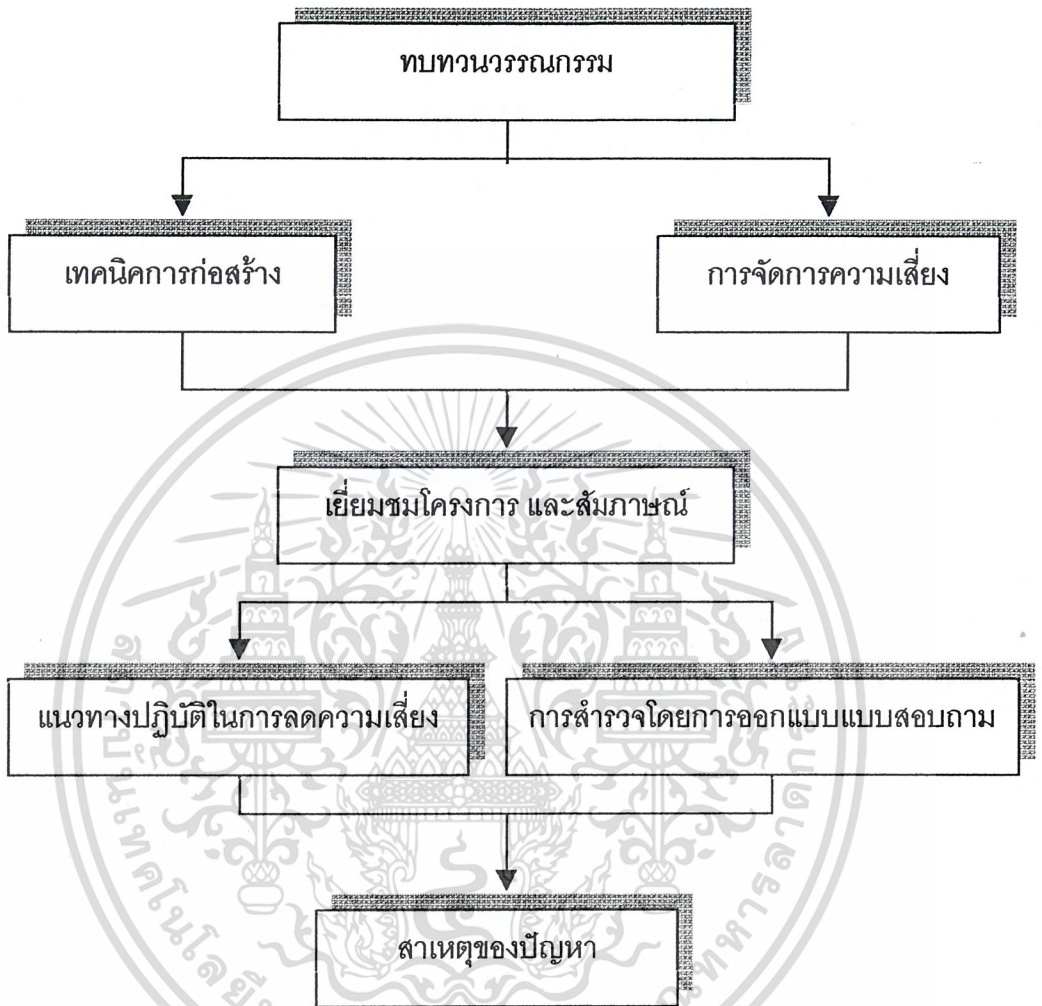 ทบทวนวรรณกรรม
เทคนิคการก่อสร้าง
การจัดการความเสี่ยง
เยี่ยมชมโครงการ และสัมภาษณ์
แนวทางปฏิบัติในการลดความเสี่ยง
การสำรวจโดยการออกแบบแบบสอบถาม
สาเหตุของปัญหา